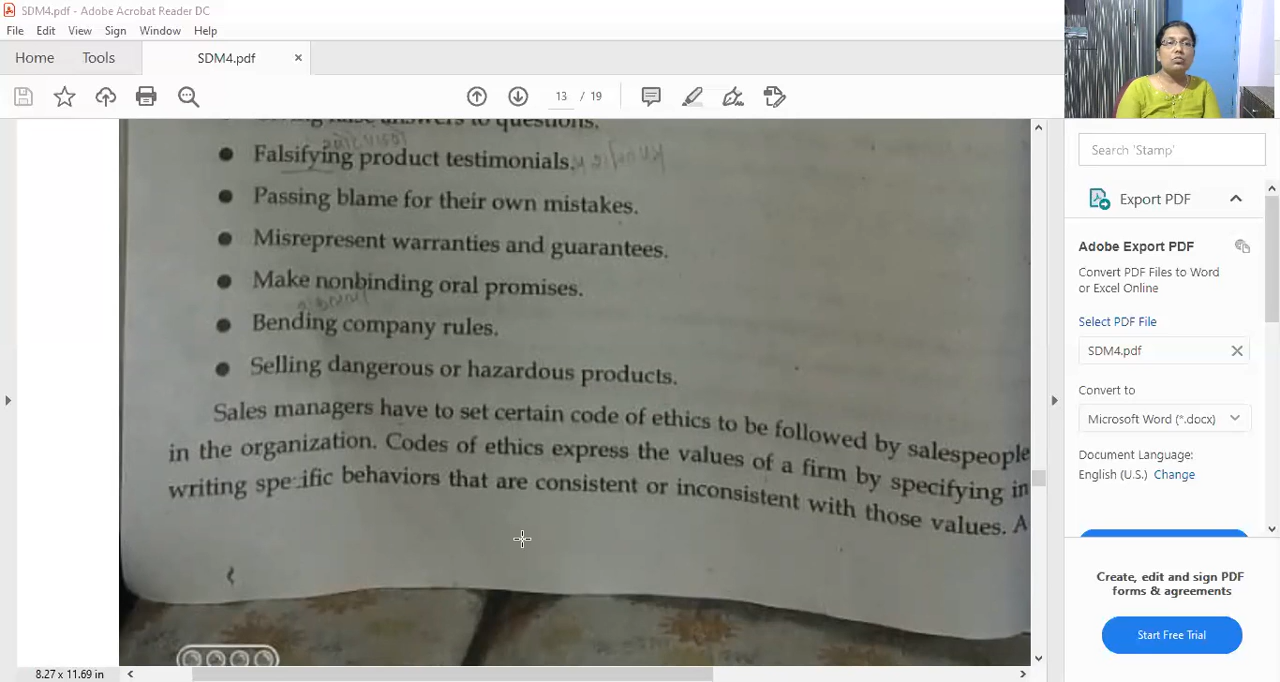 SDM4.pdf - Adobe Acrobat Reader DC
File Edit View Sign Window Help
Home Tools SDM4.pdf
13 / 19
answers to questions.
Falsifying product testimonials.
Passing blame for their own mistakes.
Misrepresent warranties and guarantees.
Make nonbinding oral promises.
Bending company rules.
Selling dangerous or hazardous products.
Sales managers have to set certain code of ethics to be followed by salespeople
in the organization. Codes of ethics express the values of a firm by specifying in
writing specific behaviors that are consistent or inconsistent with those values. A
8.27 x 11.69 in
Search 'Stamp'
Export PDF
Adobe Export PDF
Convert PDF Files to Word
or Excel Online
Select PDF File
SDM4.pdf
Convert to
Microsoft Word (*.docx)
Document Language:
English (U.S.) Change
Create, edit and sign PDF
forms & agreements
Start Free Trial